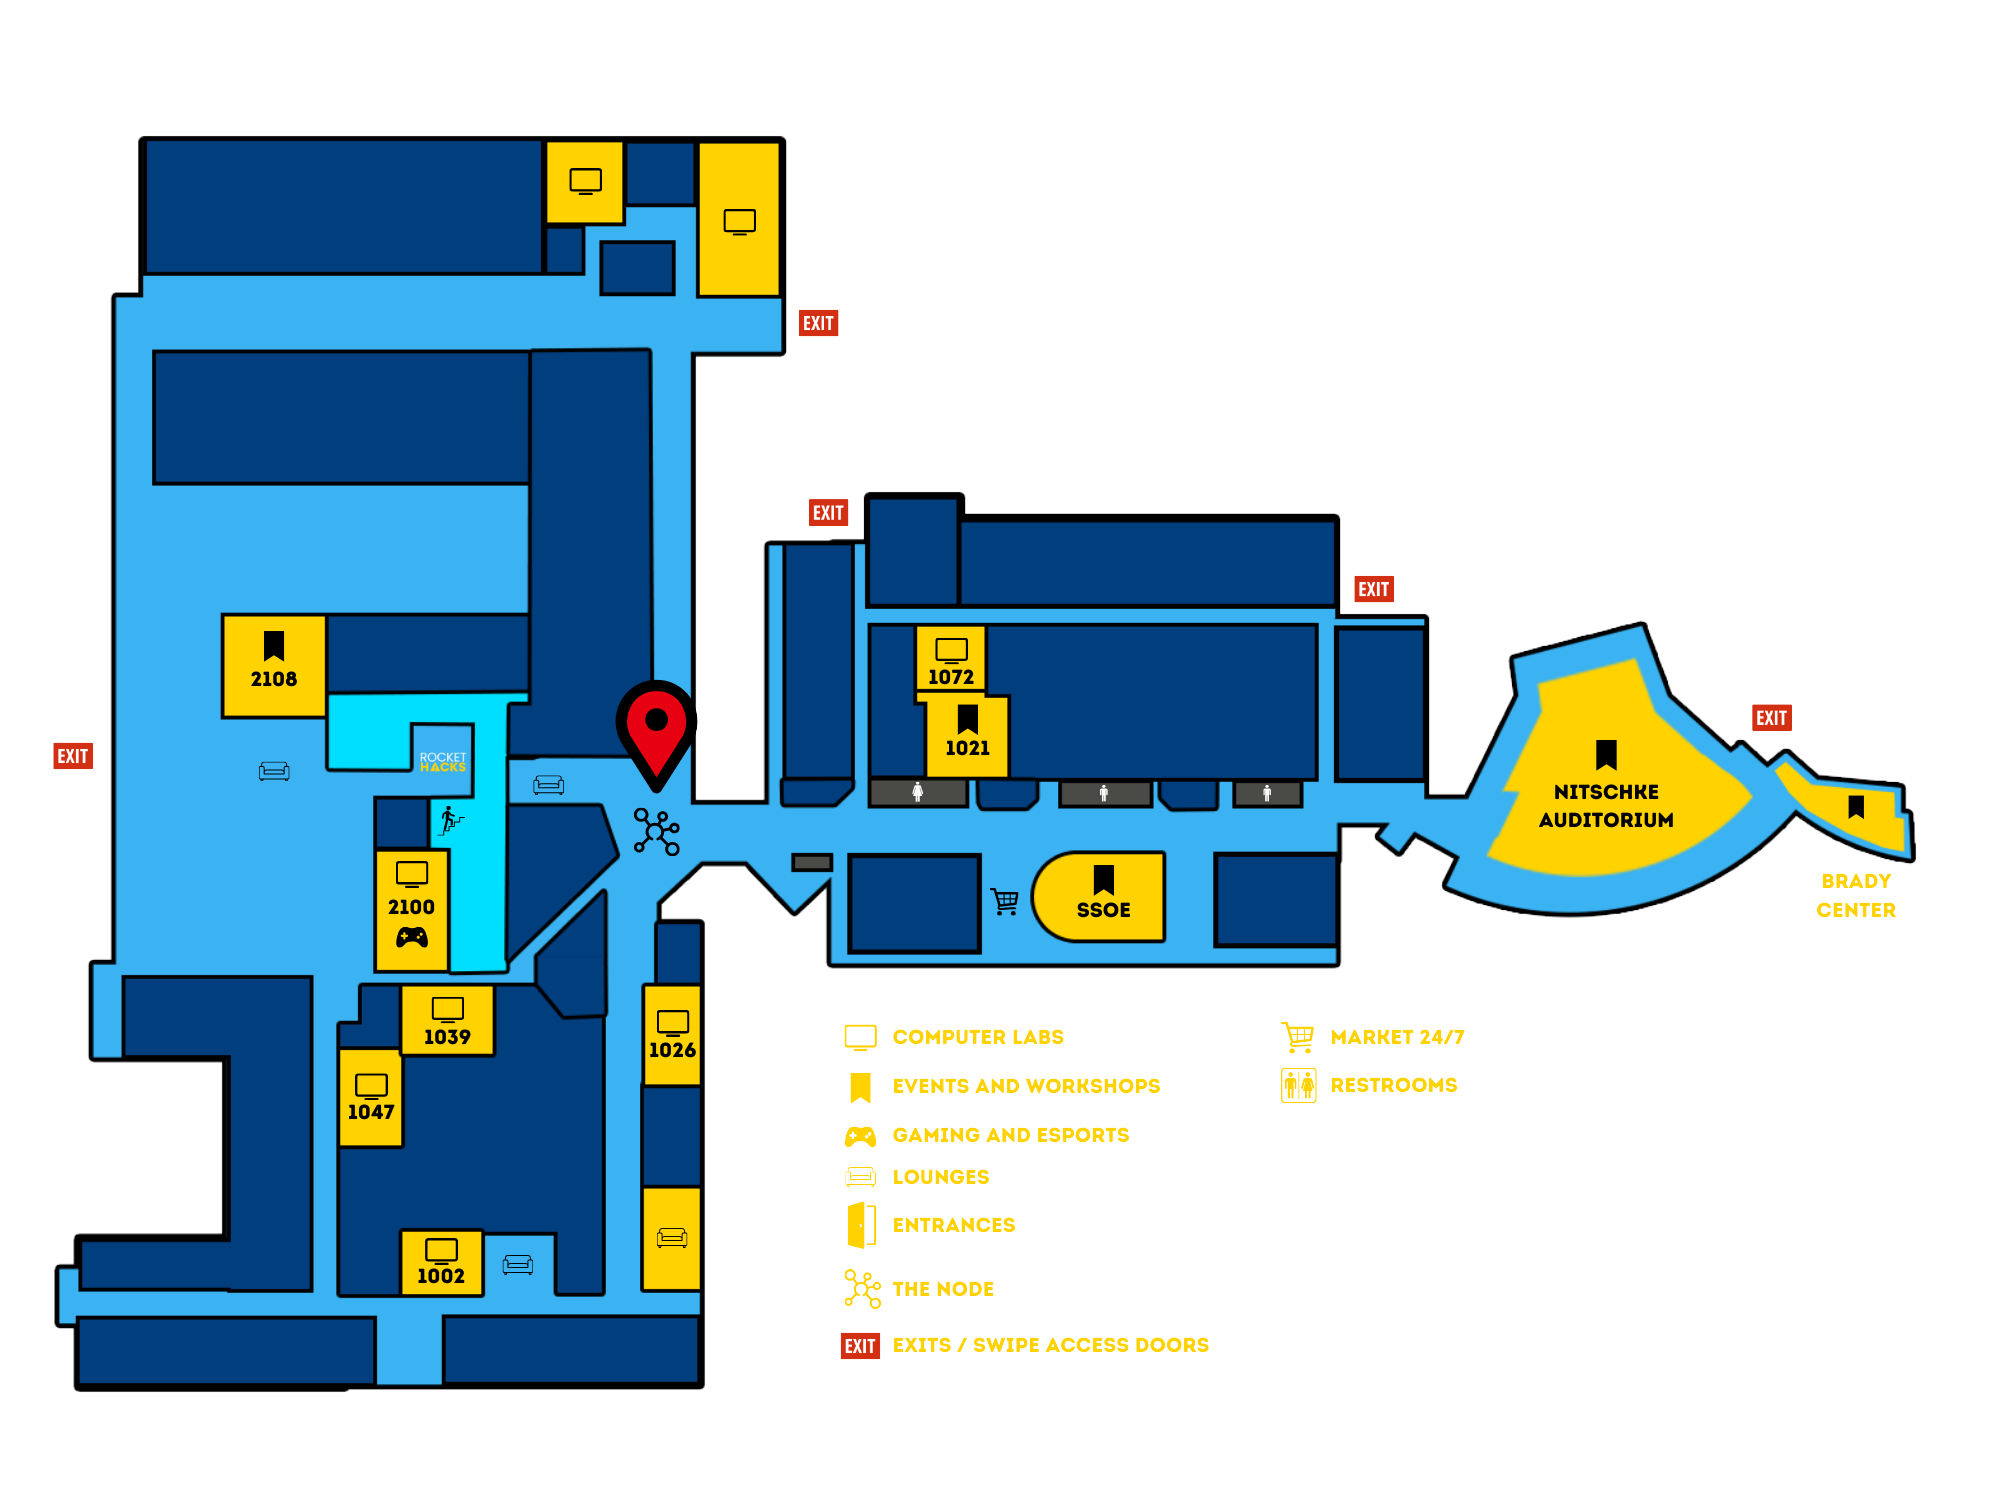 EXIT
EXIT
EXIT
2108
1072
EXIT
1021
EXIT
ROCKET
HACKS
NITSCHKE
AUDITORIUM
2100
SSOE
BRADY
CENTER
1039
1026
1047
1002
COMPUTER LABS
EVENTS AND WORKSHOPS
GAMING AND ESPORTS
LOUNGES
ENTRANCES
THE NODE
EXIT EXITS / SWIPE ACCESS DOORS
MARKET 24/7
RESTROOMS